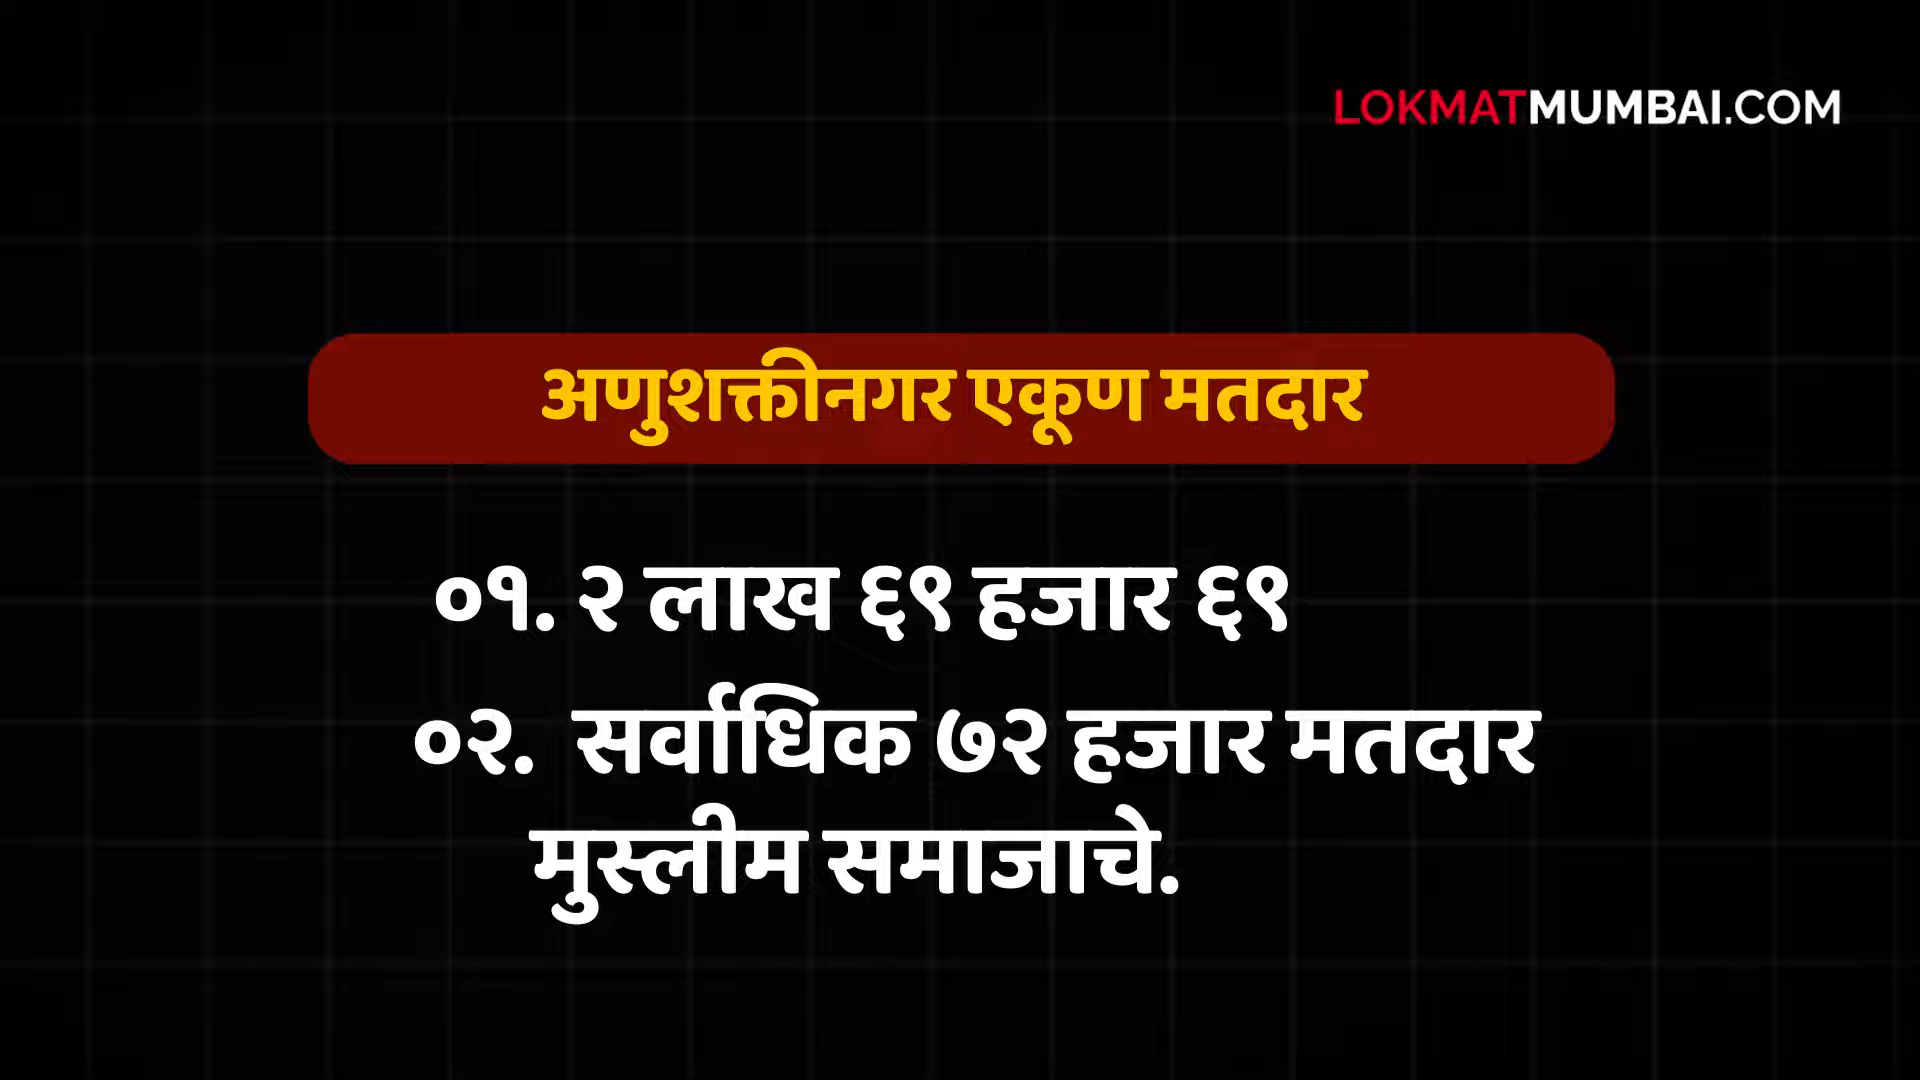 LOKMATMUMBAI.COM
अणुशक्तीनगर एकूण मतदार
०१. २ लाख ६९ हजार ६९
०२. सर्वाधिक ७२ हजार मतदार
मुस्लीम समाजाचे.